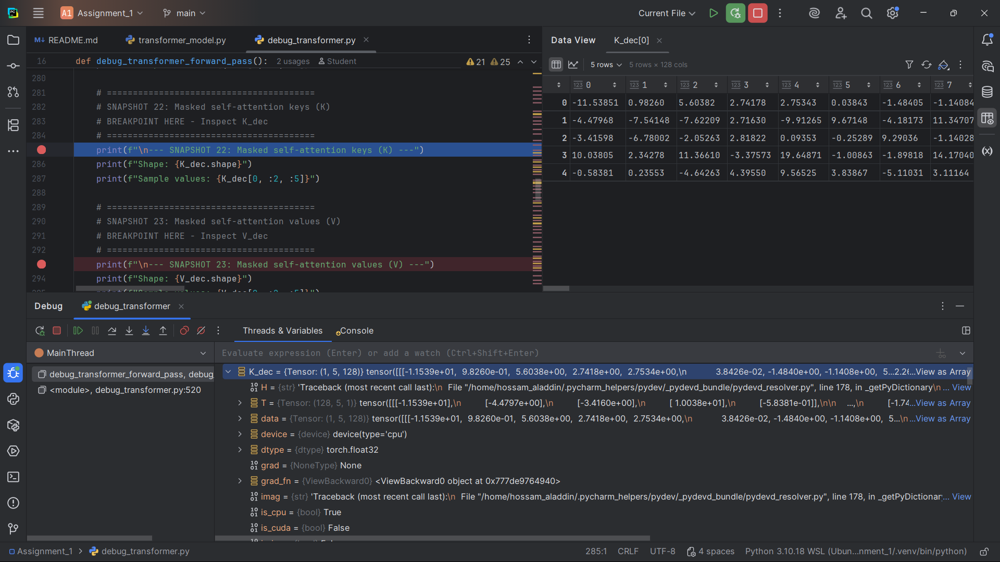 PC
A1 Assignment_1 main Current File
README.md transformer_model.py debug_transformer.py
16 def debug_transformer_forward_pass(): 2 usages Student 21 25
280
281 # ========================================
282 # SNAPSHOT 22: Masked self-attention keys (K)
283 # BREAKPOINT HERE - Inspect K_dec
284 # ========================================
print(f"\n--- SNAPSHOT 22: Masked self-attention keys (K) ---")
286 print(f"Shape: {K_dec.shape}")
287 print(f"Sample values: {K_dec[0, :2, :5]}")
288
289 # ========================================
290 # SNAPSHOT 23: Masked self-attention values (V)
291 # BREAKPOINT HERE - Inspect V_dec
292 # ========================================
print(f"\n--- SNAPSHOT 23: Masked self-attention values (V) ---")
294 print(f"Shape: {V_dec.shape}")
Data View K_dec[0]
5 rows 5 rows × 128 cols
123 0 123 1 123 2 123 3 123 4 123 5 123 6 123 7
0 -11.53851 0.98260 5.60382 2.74178 2.75343 0.03843 -1.48405 -1.14084
1 -4.47968 -7.54148 -7.62209 2.71630 -9.91265 9.67148 -4.18173 11.34707
2 -3.41598 -6.78002 -2.05263 2.81822 0.09353 -0.25289 9.29036 -1.14028
3 10.03805 2.34278 11.36610 -3.37573 19.64871 -1.00863 -1.89818 14.17040
4 -0.58381 0.23553 -4.64263 4.39550 9.56525 3.83867 -5.11031 3.11164
Debug debug_transformer
Threads & Variables Console
MainThread
debug_transformer_forward_pass, debug_
<module>, debug_transformer.py:520
Evaluate expression (Enter) or add a watch (Ctrl+Shift+Enter)
K_dec = {Tensor: (1, 5, 128)} tensor([[[-1.1539e+01, 9.8260e-01, 5.6038e+00, 2.7418e+00, 2.7534e+00,\n 3.8426e-02, -1.4840e+00, -1.1408e+00, 5...2.26...View as Array
H = {str} 'Traceback (most recent call last):\n File "/home/hossam_aladdin/.pycharm_helpers/pydev/_pydevd_bundle/pydevd_resolver.py", line 178, in _getPyDictionary\n ... View
T = {Tensor: (128, 5, 1)} tensor([[[-1.1539e+01],\n [-4.4797e+00],\n [-3.4160e+00],\n [ 1.0038e+01],\n [-5.8381e-01]],\n\n ...,\n [-1.74...View as Array
data = {Tensor: (1, 5, 128)} tensor([[[-1.1539e+01, 9.8260e-01, 5.6038e+00, 2.7418e+00, 2.7534e+00,\n 3.8426e-02, -1.4840e+00, -1.1408e+00, 5...\n ...View as Array
device = {device} device(type='cpu')
dtype = {dtype} torch.float32
grad = {NoneType} None
grad_fn = {ViewBackward0} <ViewBackward0 object at 0x777de9764940>
imag = {str} 'Traceback (most recent call last):\n File "/home/hossam_aladdin/.pycharm_helpers/pydev/_pydevd_bundle/pydevd_resolver.py", line 178, in _getPyDictionar... View
is_cpu = {bool} True
is_cuda = {bool} False
Assignment_1 > debug_transformer.py
285:1 CRLF UTF-8 4 spaces Python 3.10.18 WSL (Ubun...nment_1/.venv/bin/python)